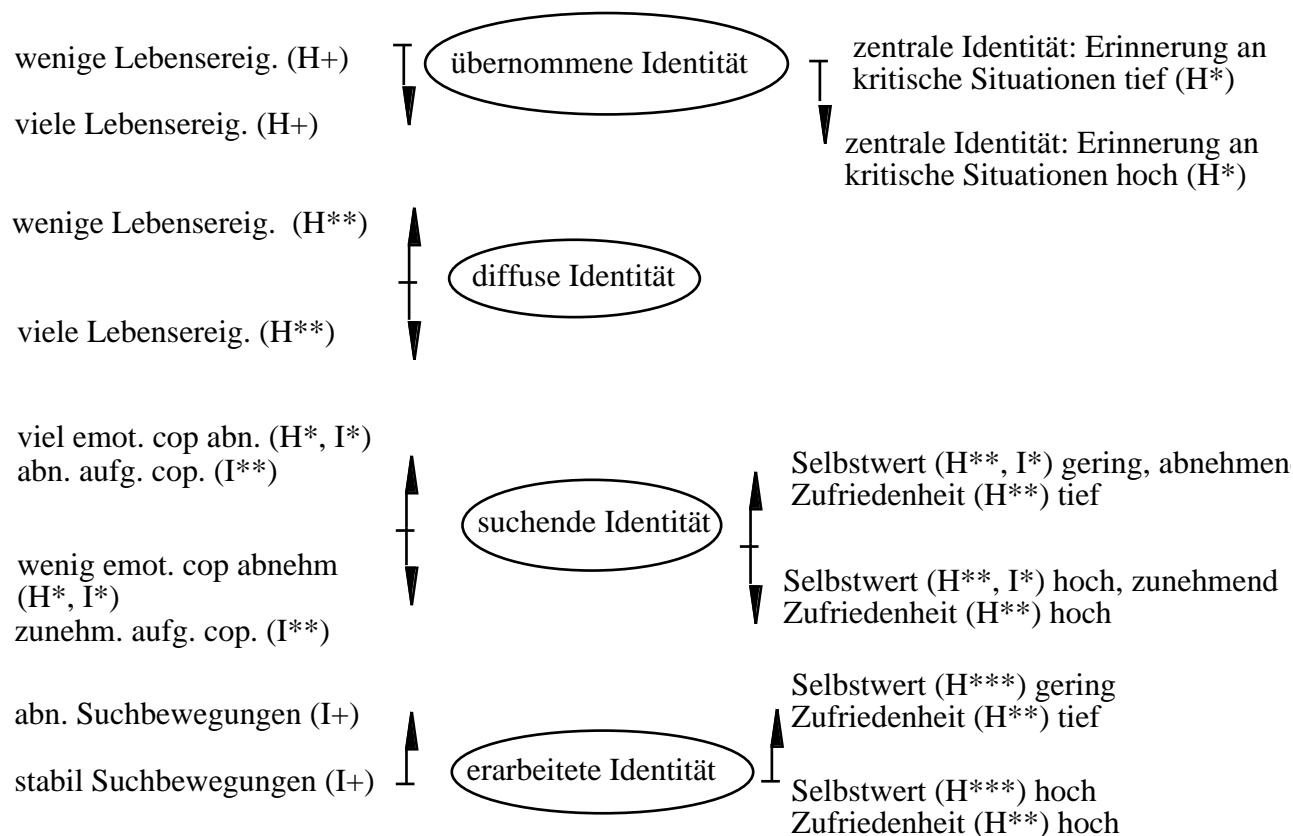 wenige Lebensereig. (H+)
viele Lebensereig. (H+)
übernommene Identität
zentrale Identität: Erinnerung an
kritische Situationen tief (H*)
zentrale Identität: Erinnerung an
kritische Situationen hoch (H*)
wenige Lebensereig. (H**)
viele Lebensereig. (H**)
diffuse Identität
viel emot. cop abn. (H*, I*)
abn. aufg. cop. (I**)
wenig emot. cop abnehm
(H*, I*)
zunehm. aufg. cop. (I**)
suchende Identität
Selbstwert (H**, I*) gering, abnehmen
Zufriedenheit (H**) tief
Selbstwert (H**, I*) hoch, zunehmend
Zufriedenheit (H**) hoch
abn. Suchbewegungen (I+)
stabil Suchbewegungen (I+)
erarbeitete Identität
Selbstwert (H***) gering
Zufriedenheit (H**) tief
Selbstwert (H***) hoch
Zufriedenheit (H**) hoch